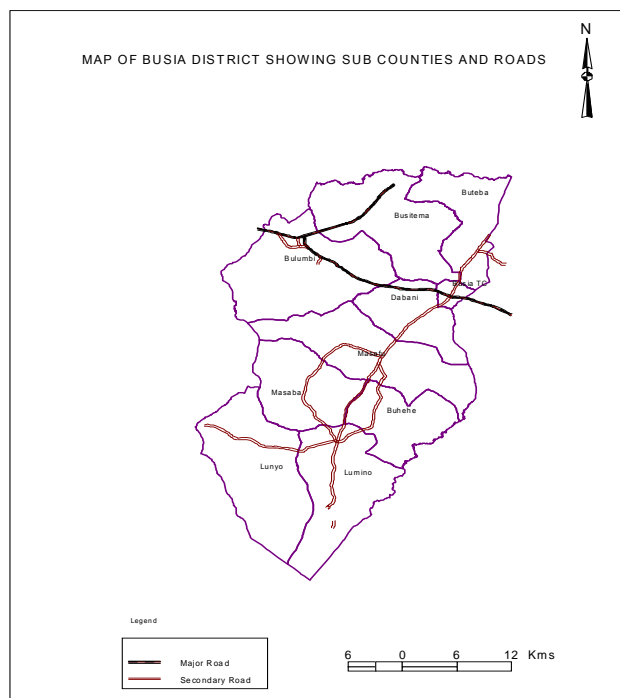 N
MAP OF BUSIA DISTRICT SHOWING SUB COUNTIES AND ROADS
Buteba
Busitema
Bulumbi
Busia TC
Dabani
Masafu
Masaba
Buhehe
Lunyo
Lumino
Legend
Major Road
Secondary Road
6 0 6 12 Kms